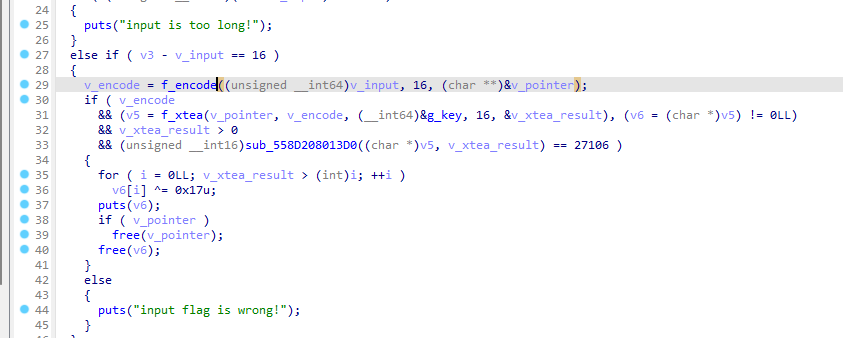 24 {
25 puts("input is too long!");
26 }
27 else if ( v3 - v_input == 16 )
28 {
29 v_encode = f_encode((unsigned __int64)v_input, 16, (char **)&v_pointer);
30 if ( v_encode
31 && (v5 = f_xtea(v_pointer, v_encode, (__int64)&g_key, 16, &v_xtea_result), (v6 = (char *)v5) != 0LL)
32 && v_xtea_result > 0
33 && (unsigned __int16)sub_558D208013D0((char *)v5, v_xtea_result) == 27106 )
34 {
35 for ( i = 0LL; v_xtea_result > (int)i; ++i )
36 v6[i] ^= 0x17u;
37 puts(v6);
38 if ( v_pointer )
39 free(v_pointer);
40 free(v6);
41 }
42 else
43 {
44 puts("input flag is wrong!");
45 }